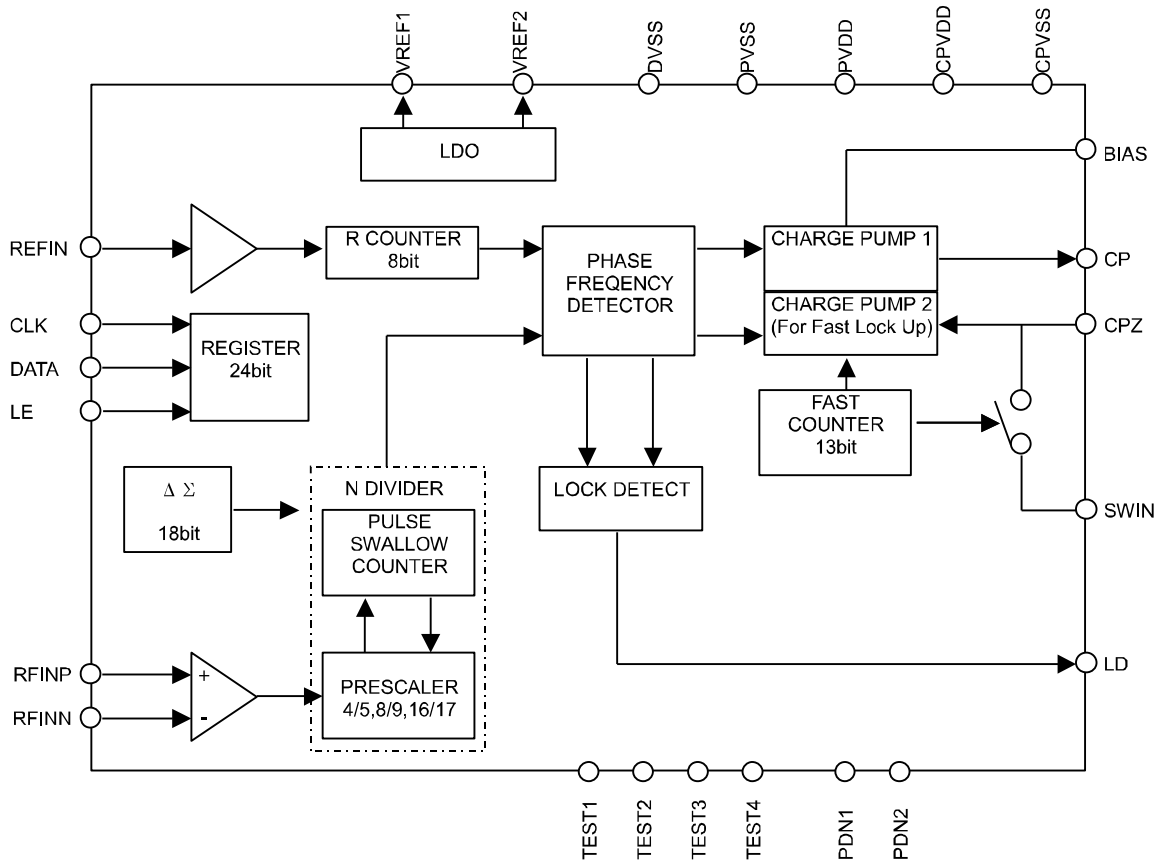 VREF1
VREF2
DVSS
PVSS
PVDD
CPVDD
CPVSS
LDO
BIAS
REFIN
R COUNTER
8bit
PHASE
FREQENCY
DETECTOR
CHARGE PUMP 1
CP
CHARGE PUMP 2
(For Fast Lock Up)
CPZ
CLK
DATA
LE
REGISTER
24bit
FAST
COUNTER
13bit
Δ Σ
18bit
N DIVIDER
PULSE
SWALLOW
COUNTER
LOCK DETECT
SWIN
RFINP
RFINN
+
-
PRESCALER
4/5,8/9,16/17
LD
TEST1
TEST2
TEST3
TEST4
PDN1
PDN2